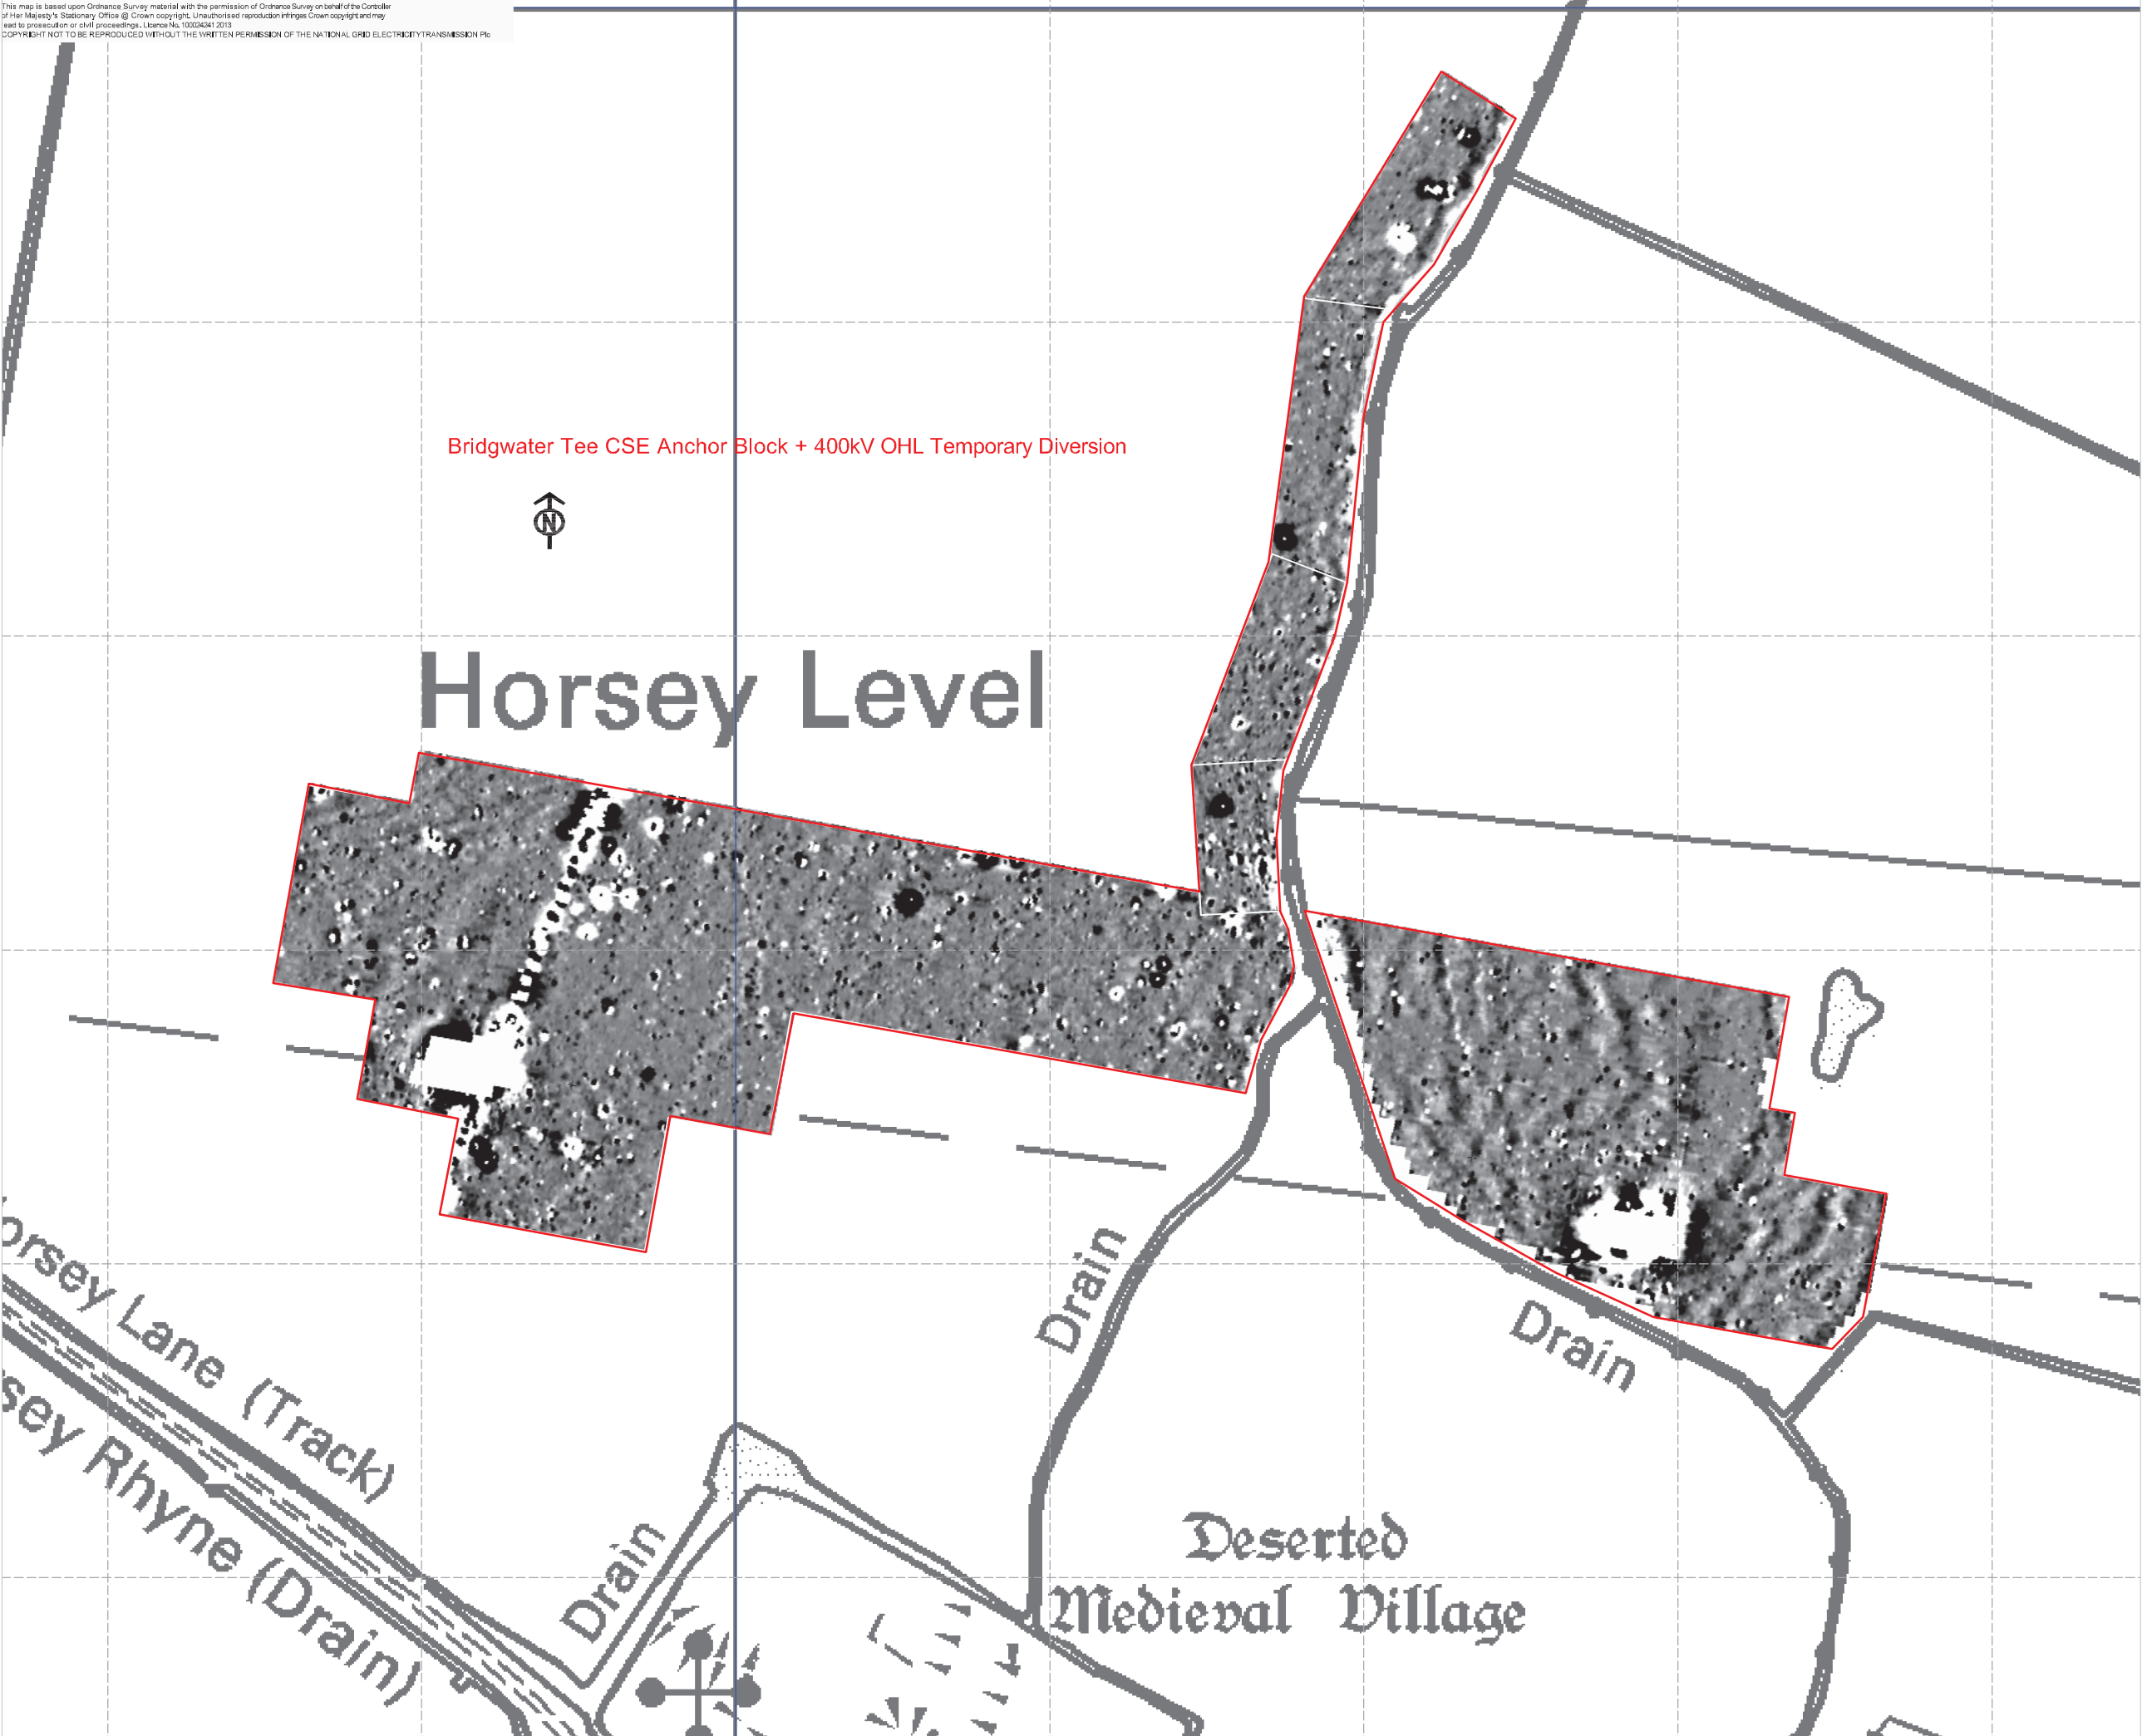 This map is based upon Ordnance Survey material with the permission of Ordnance Survey on behalf of the Controller
of Her Majesty's Stationary Office @ Crown copyright. Unauthorised reproduction infringes Crown copyright and may
lead to prosecution or civil proceedings. Licence No. 100024241 2013
COPYRIGHT NOT TO BE REPRODUCED WITHOUT THE WRITTEN PERMISSION OF THE NATIONAL GRID ELECTRICITY TRANSMISSION Plc
Bridgwater Tee CSE Anchor Block + 400kV OHL Temporary Diversion
N
Horsey Level
orsey Lane (Track)
sey Rhyne (Drain)
Drain
Drain
Drain
Deserted
Medieval Village